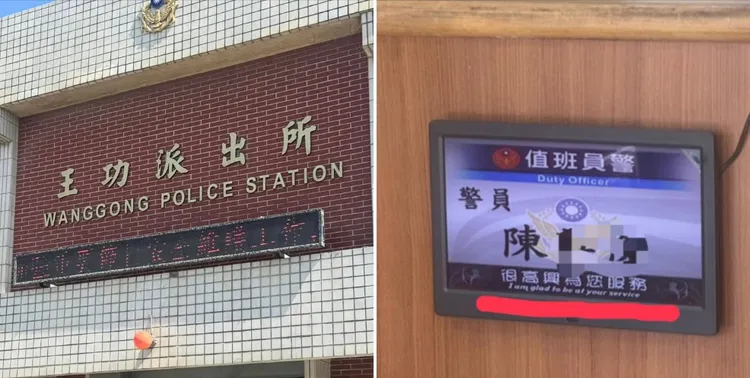 王功派出所
WANGGONG POLICE STATION
值班員警
Duty Officer
警員
陳
很高興為您服務
I am glad to be at your service